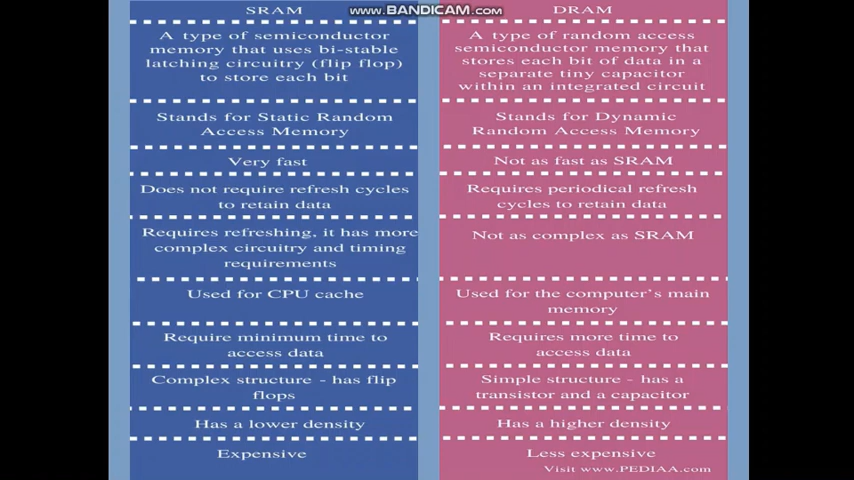 www.BANDICAM.com
SRAM
A type of semiconductor
memory that uses bi-stable
latching circuitry (flip flop)
to store each bit
Stands for Static Random
Access Memory
Very fast
Does not require refresh cycles
to retain data
Requires refreshing, it has more
complex circuitry and timing
requirements
Used for CPU cache
Require minimum time to
access data
Complex structure - has flip
flops
Has a lower density
Expensive
DRAM
A type of random access
semiconductor memory that
stores each bit of data in a
separate tiny capacitor
within an integrated circuit
Stands for Dynamic
Random Access Memory
Not as fast as SRAM
Requires periodical refresh
cycles to retain data
Not as complex as SRAM
Used for the computer's main
memory
Requires more time to
access data
Simple structure - has a
transistor and a capacitor
Has a higher density
Less expensive
Visit www.PEDIAA.com